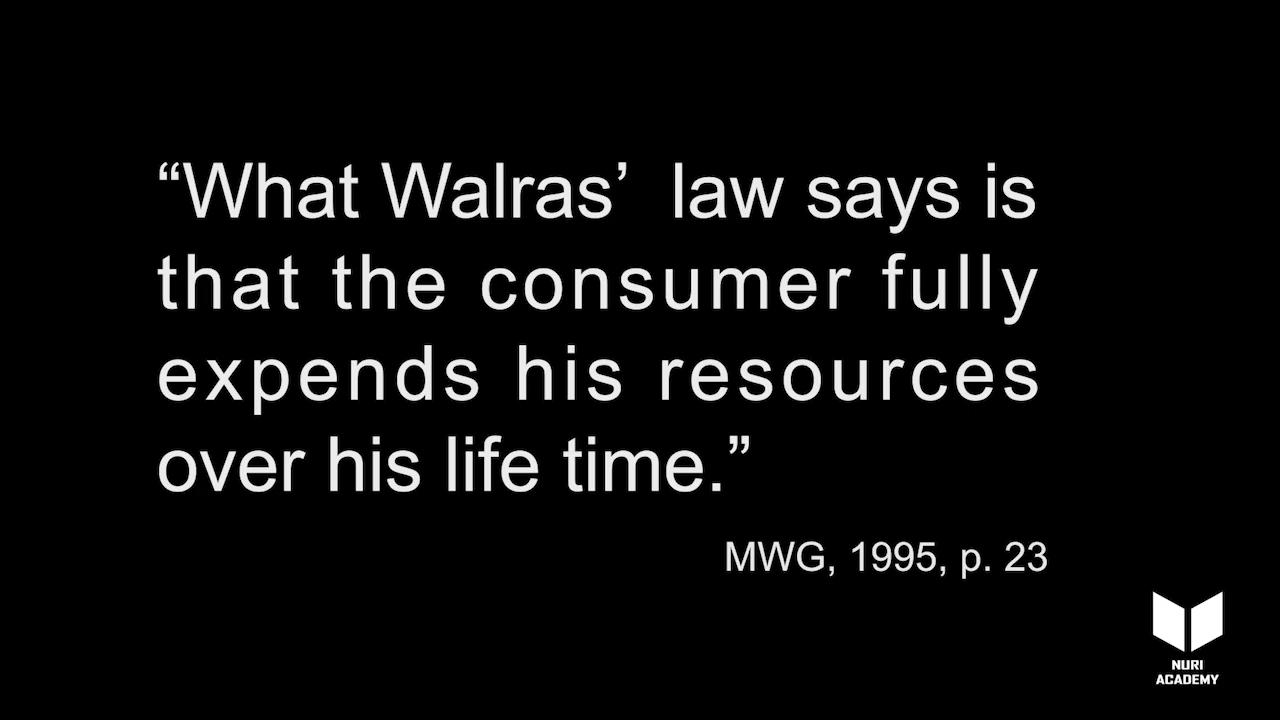 “What Walras’ law says is
that the consumer fully
expends his resources
over his life time.”
MWG, 1995, p. 23
NURI
ACADEMY